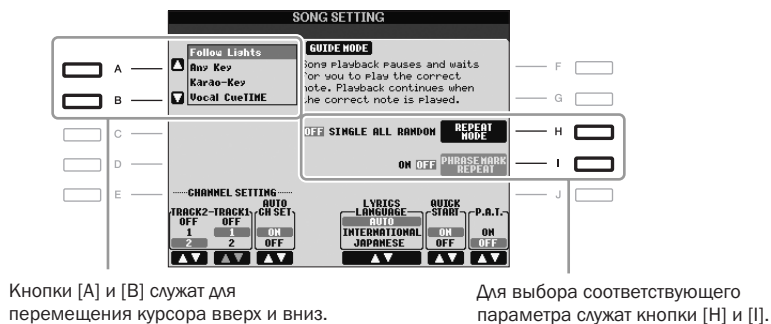 SONG SETTING
Follow Lights
Any Key
Karao-Key
Vocal CueTIME
GUIDE MODE
Song playback pauses and waits
for you to play the correct
note. Playback continues when
the correct note is played.
A
B
C
D
E
F
G
H
I
J
OFF SINGLE ALL RANDOM REPEAT MODE
ON OFF PHRASE MARK REPEAT
CHANNEL SETTING
TRACK2 TRACK1 AUTO CH SET
OFF OFF
1 1 ON
2 2 OFF
LYRICS LANGUAGE
AUTO
INTERNATIONAL
JAPANESE
QUICK START
ON
OFF
P.A.T.
ON
OFF
Кнопки [A] и [B] служат для
перемещения курсора вверх и вниз.
Для выбора соответствующего
параметра служат кнопки [H] и [I].